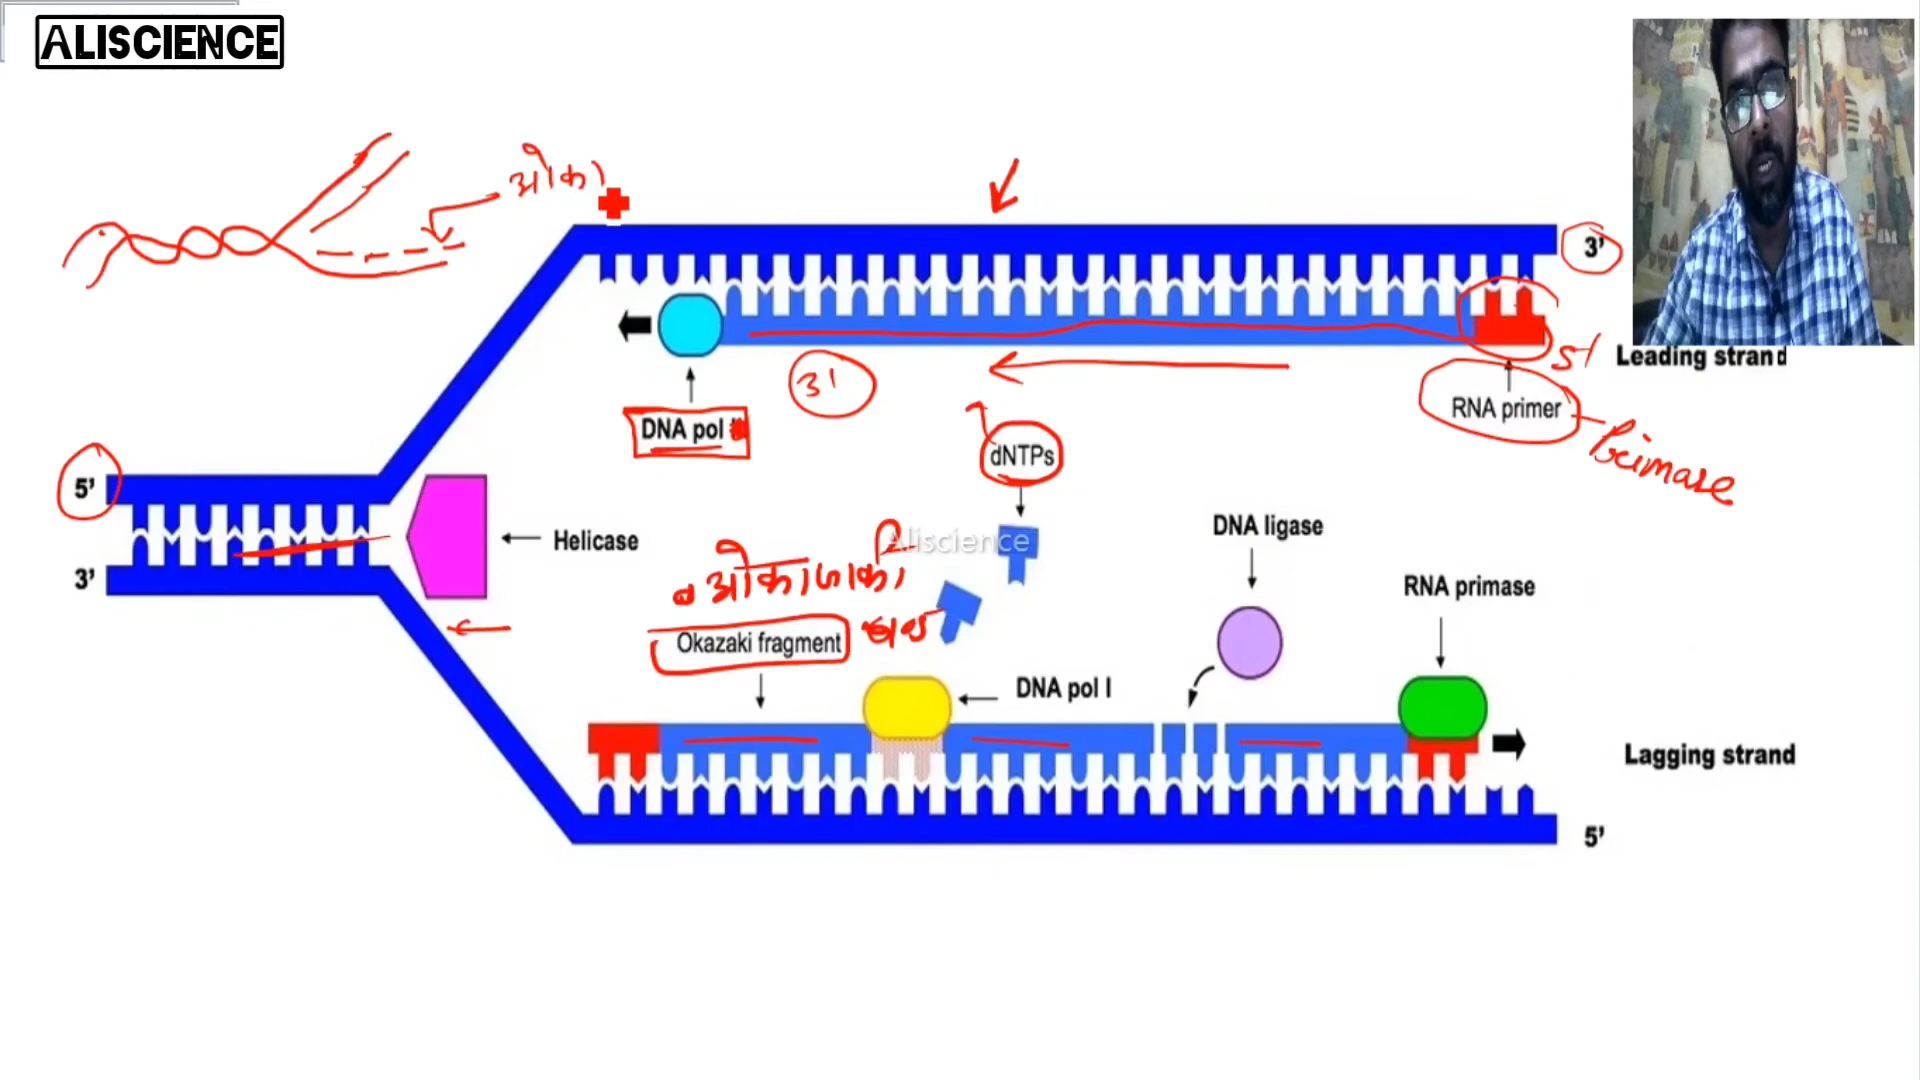 ALISCIENCE
ओका
3’
5'
Leading strand
RNA primer
Primase
3'
DNA pol
dNTPs
5’
3’
Helicase
Aliscience
ओकाजाकी
खण्ड
Okazaki fragment
DNA ligase
RNA primase
DNA pol I
Lagging strand
5’